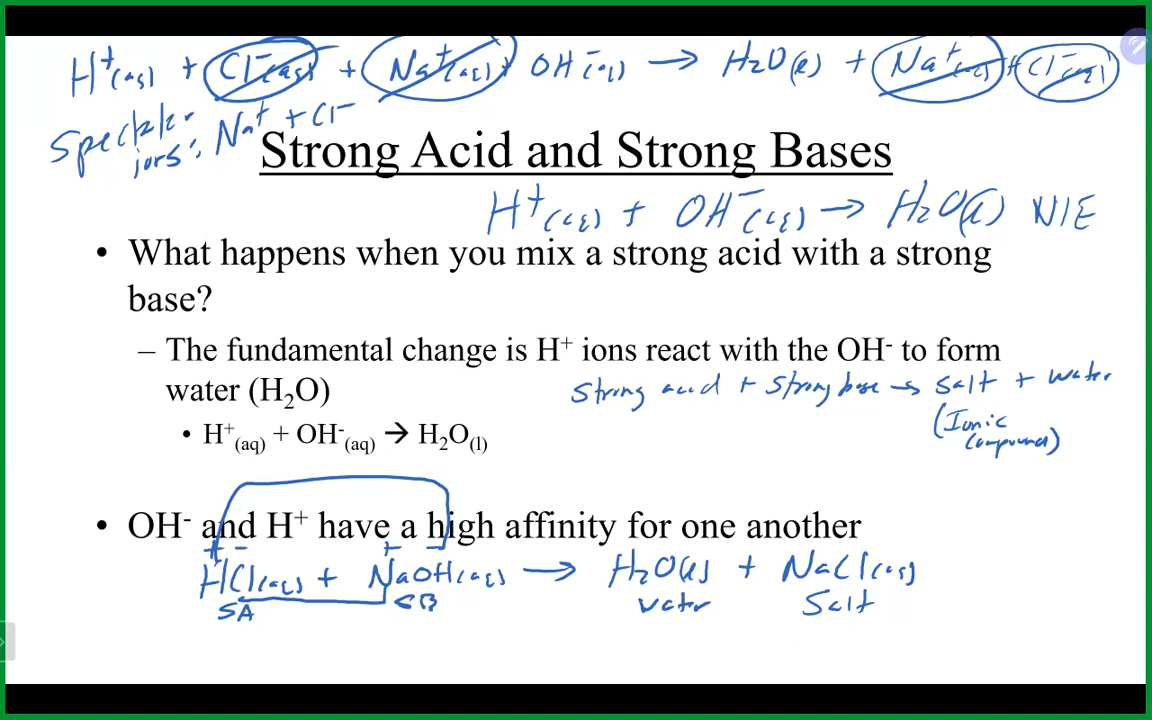 H⁺(aq) + Cl⁻(aq) + Na⁺(aq) + OH⁻(aq) → H₂O(l) + Na⁺(aq) + Cl⁻(aq)
Spectator ions: Na⁺ + Cl⁻
Strong Acid and Strong Bases
H⁺(aq) + OH⁻(aq) → H₂O(l) NIE
• What happens when you mix a strong acid with a strong
base?
– The fundamental change is H⁺ ions react with the OH⁻ to form
water (H₂O)
Strong acid + Strong base → Salt + water
(Ionic
compound)
• H⁺(aq) + OH⁻(aq) → H₂O(l)
• OH⁻ and H⁺ have a high affinity for one another
+ − + −
HCl(aq) + NaOH(aq) → H₂O(l) + NaCl(aq)
SA SB water Salt